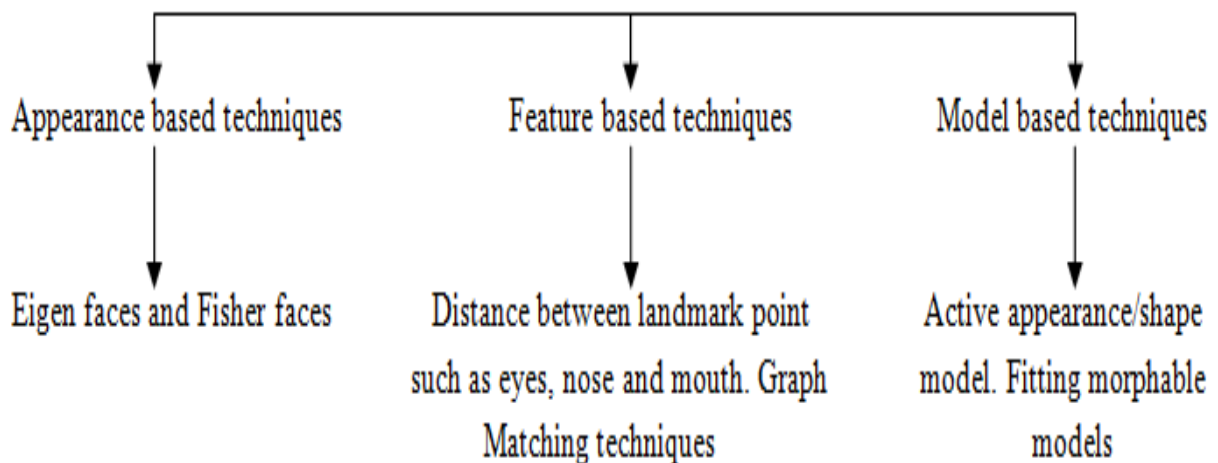 Appearance based techniques
Feature based techniques
Model based techniques
Eigen faces and Fisher faces
Distance between landmark point
such as eyes, nose and mouth. Graph
Matching techniques
Active appearance/shape
model. Fitting morphable
models